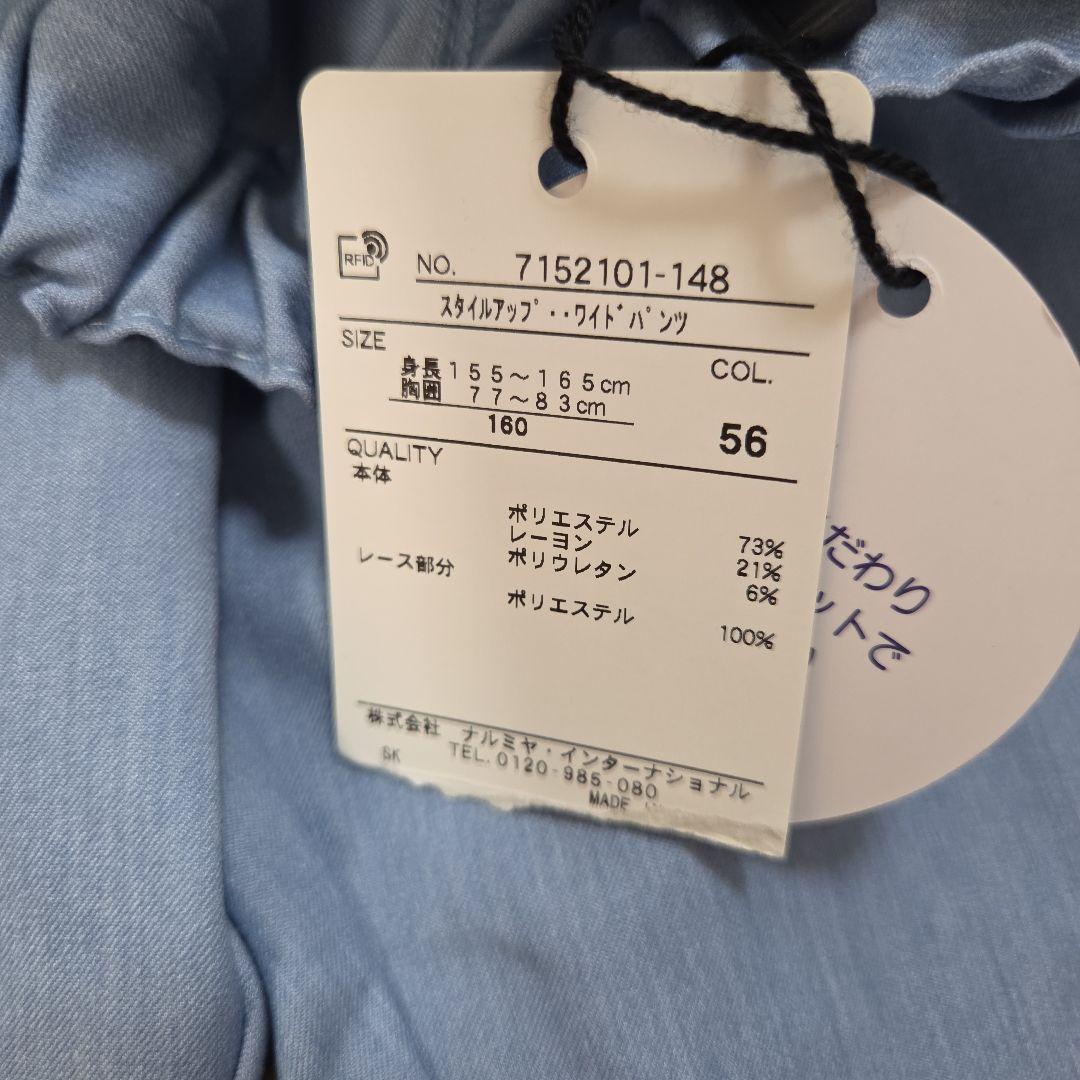 RFID
NO. 7152101-148
ｽﾀｲﾙｱｯﾌﾟ･･ﾜｲﾄﾞﾊﾟﾝﾂ
SIZE
COL.
身長155～165cm
胸囲 77～83cm
160
56
QUALITY
本体
ポリエステル 73%
レーヨン 21%
ポリウレタン 6%
レース部分
ポリエステル 100%
株式会社 ナルミヤ・インターナショナル
SK TEL.0120-985-080
MADE
だわり
ットで